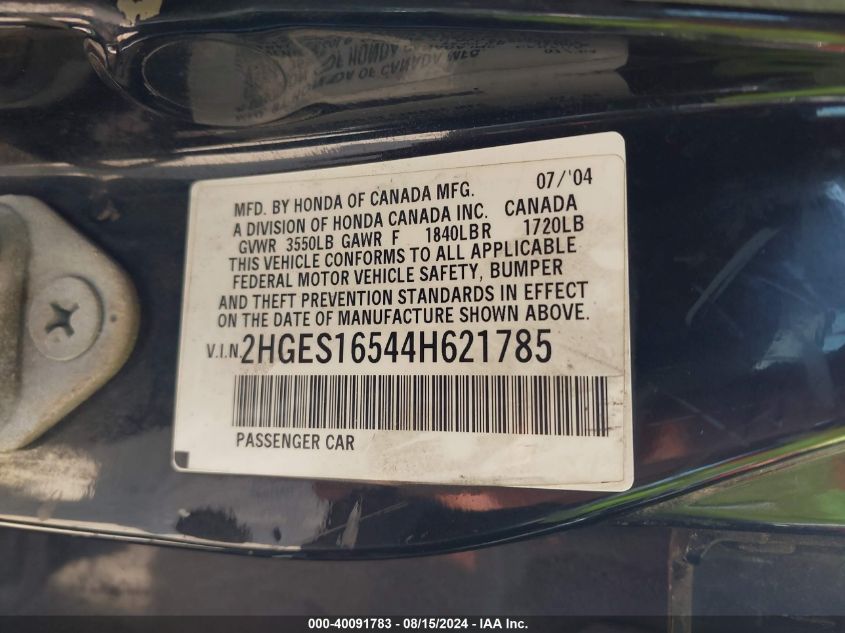 MFD. BY HONDA OF CANADA MFG. 07/'04
A DIVISION OF HONDA CANADA INC. CANADA
GVWR 3550LB GAWR F 1840LBR 1720LB
THIS VEHICLE CONFORMS TO ALL APPLICABLE
FEDERAL MOTOR VEHICLE SAFETY, BUMPER
AND THEFT PREVENTION STANDARDS IN EFFECT
ON THE DATE OF MANUFACTURE SHOWN ABOVE.
V.I.N. 2HGES16544H621785
PASSENGER CAR
000-40091783 - 08/15/2024 - IAA Inc.